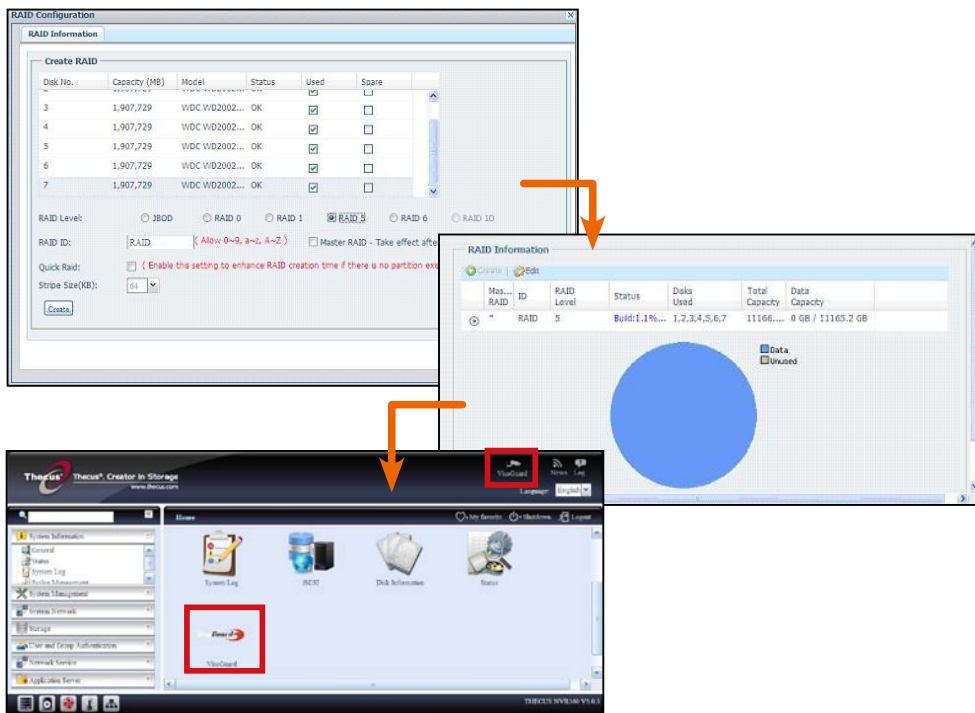 RAID Configuration
RAID Information
Create RAID
Disk No. Capacity (MB) Model Status Used Spare
3 1,907,729 WDC WD2002... OK
4 1,907,729 WDC WD2002... OK
5 1,907,729 WDC WD2002... OK
6 1,907,729 WDC WD2002... OK
7 1,907,729 WDC WD2002... OK
RAID Level: JBOD RAID 0 RAID 1 RAID 5 RAID 6 RAID 10
RAID ID: RAID ( Allow 0~9, a~z, A~Z ) Master RAID - Take effect afte
Quick Raid: ( Enable this setting to enhance RAID creation time if there is no partition exi
Stripe Size(KB): 64
Create
RAID Information
Create Edit
Mas... RAID ID RAID Level Status Disks Used Total Capacity Data Capacity
* RAID 5 Build:1.1%... 1,2,3,4,5,6,7 11166.... 0 GB / 11165.2 GB
Data
Unused
Thecus Thecus®, Creator in Storage
www.thecus.com
VisoGuard News Log
Language: English
Home
My favorite Shutdown Logout
System Information
General
Status
System Log
System Management
System Network
Storage
User and Group Authentication
Network Service
Application Server
System Log iSCSI Disk Information Status
VisoGuard
THECUS